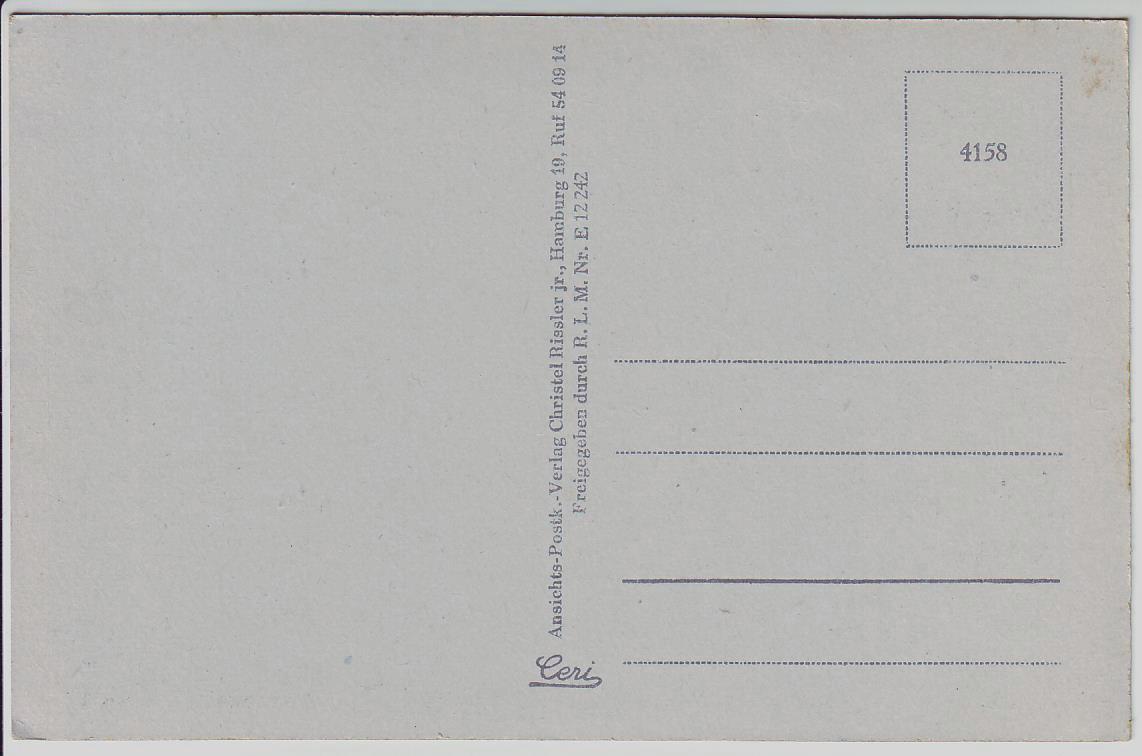 Ansichts-Postk.-Verlag Christel Rissler jr., Hamburg 19, Ruf 54 09 14
Freigegeben durch R. L. M. Nr. E 12 242
4158
Ceri